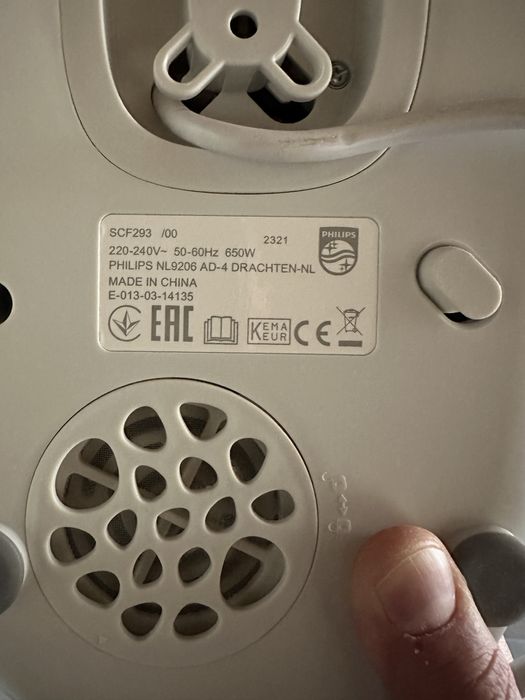 SCF293 /00
2321
PHILIPS
220-240V~ 50-60Hz 650W
PHILIPS NL9206 AD-4 DRACHTEN-NL
MADE IN CHINA
E-013-03-14135
EAC KEMA KEUR CE